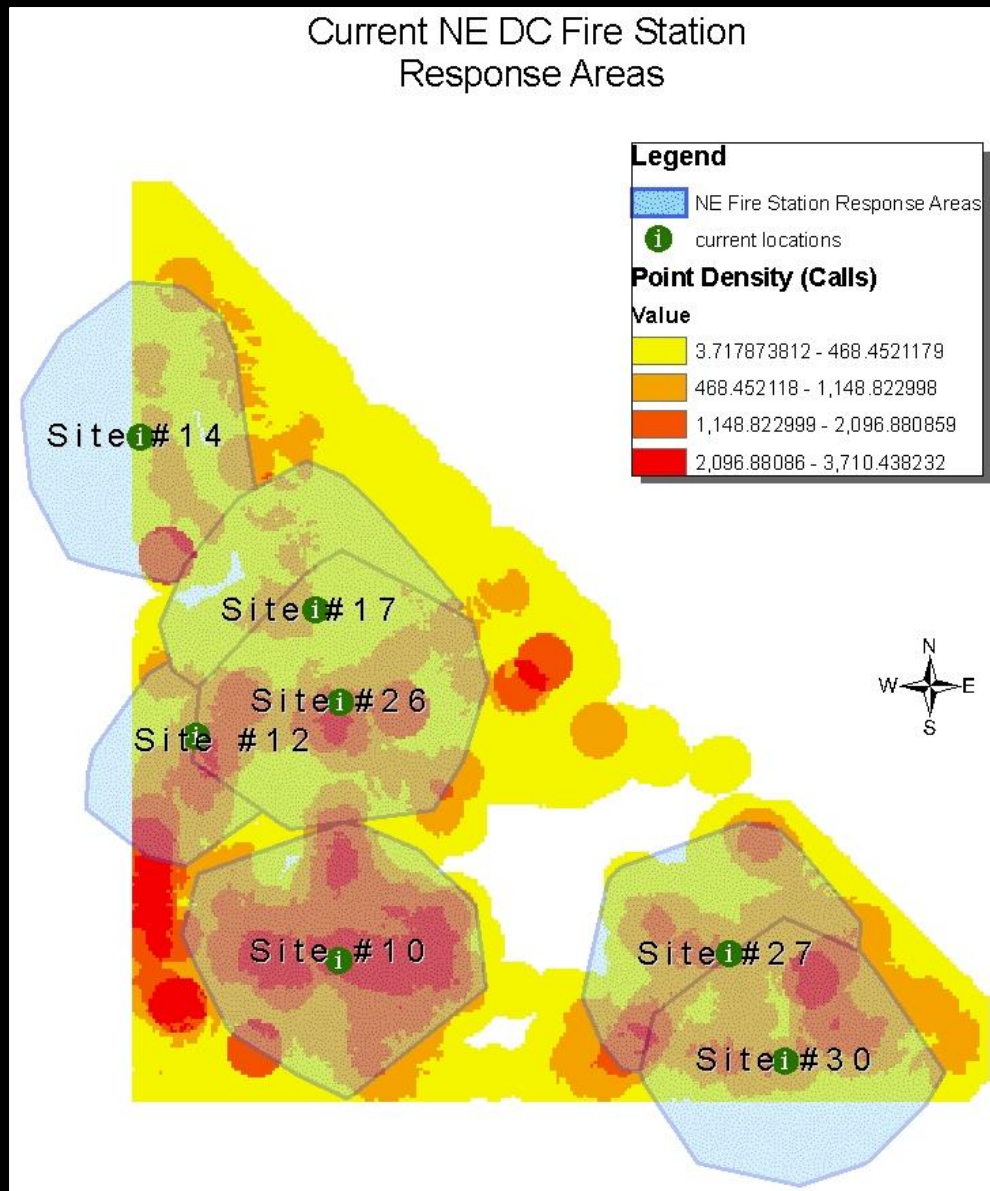 Current NE DC Fire Station
Response Areas
Legend
NE Fire Station Response Areas
i current locations
Point Density (Calls)
Value
3.717873812 - 468.4521179
468.452118 - 1,148.822998
1,148.822999 - 2,096.880859
2,096.88086 - 3,710.438232
Site i #14
Site i #17
N
W E
S
Site i #26
Site i #12
Site i #10
Site i #27
Site i #30